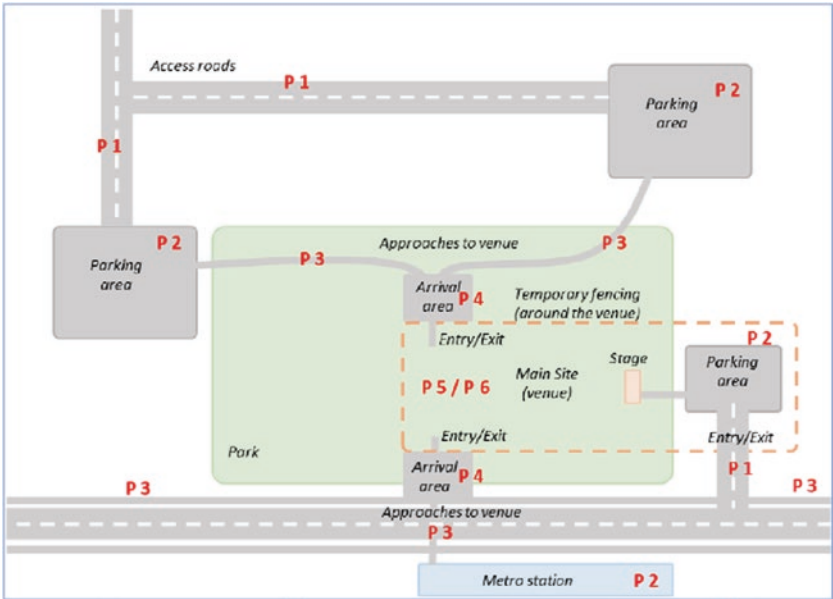 Access roads
P 1
P 2
Parking
area
P 1
P 2
Parking
area
Approaches to venue
P 3
P 3
Arrival
area
P 4
Temporary fencing
(around the venue)
Entry/Exit
P 2
Parking
area
Stage
P 5 / P 6
Main Site
(venue)
Entry/Exit
Entry/Exit
Park
Arrival
area
P 4
P 1
P 3
P 3
Approaches to venue
P 3
Metro station
P 2